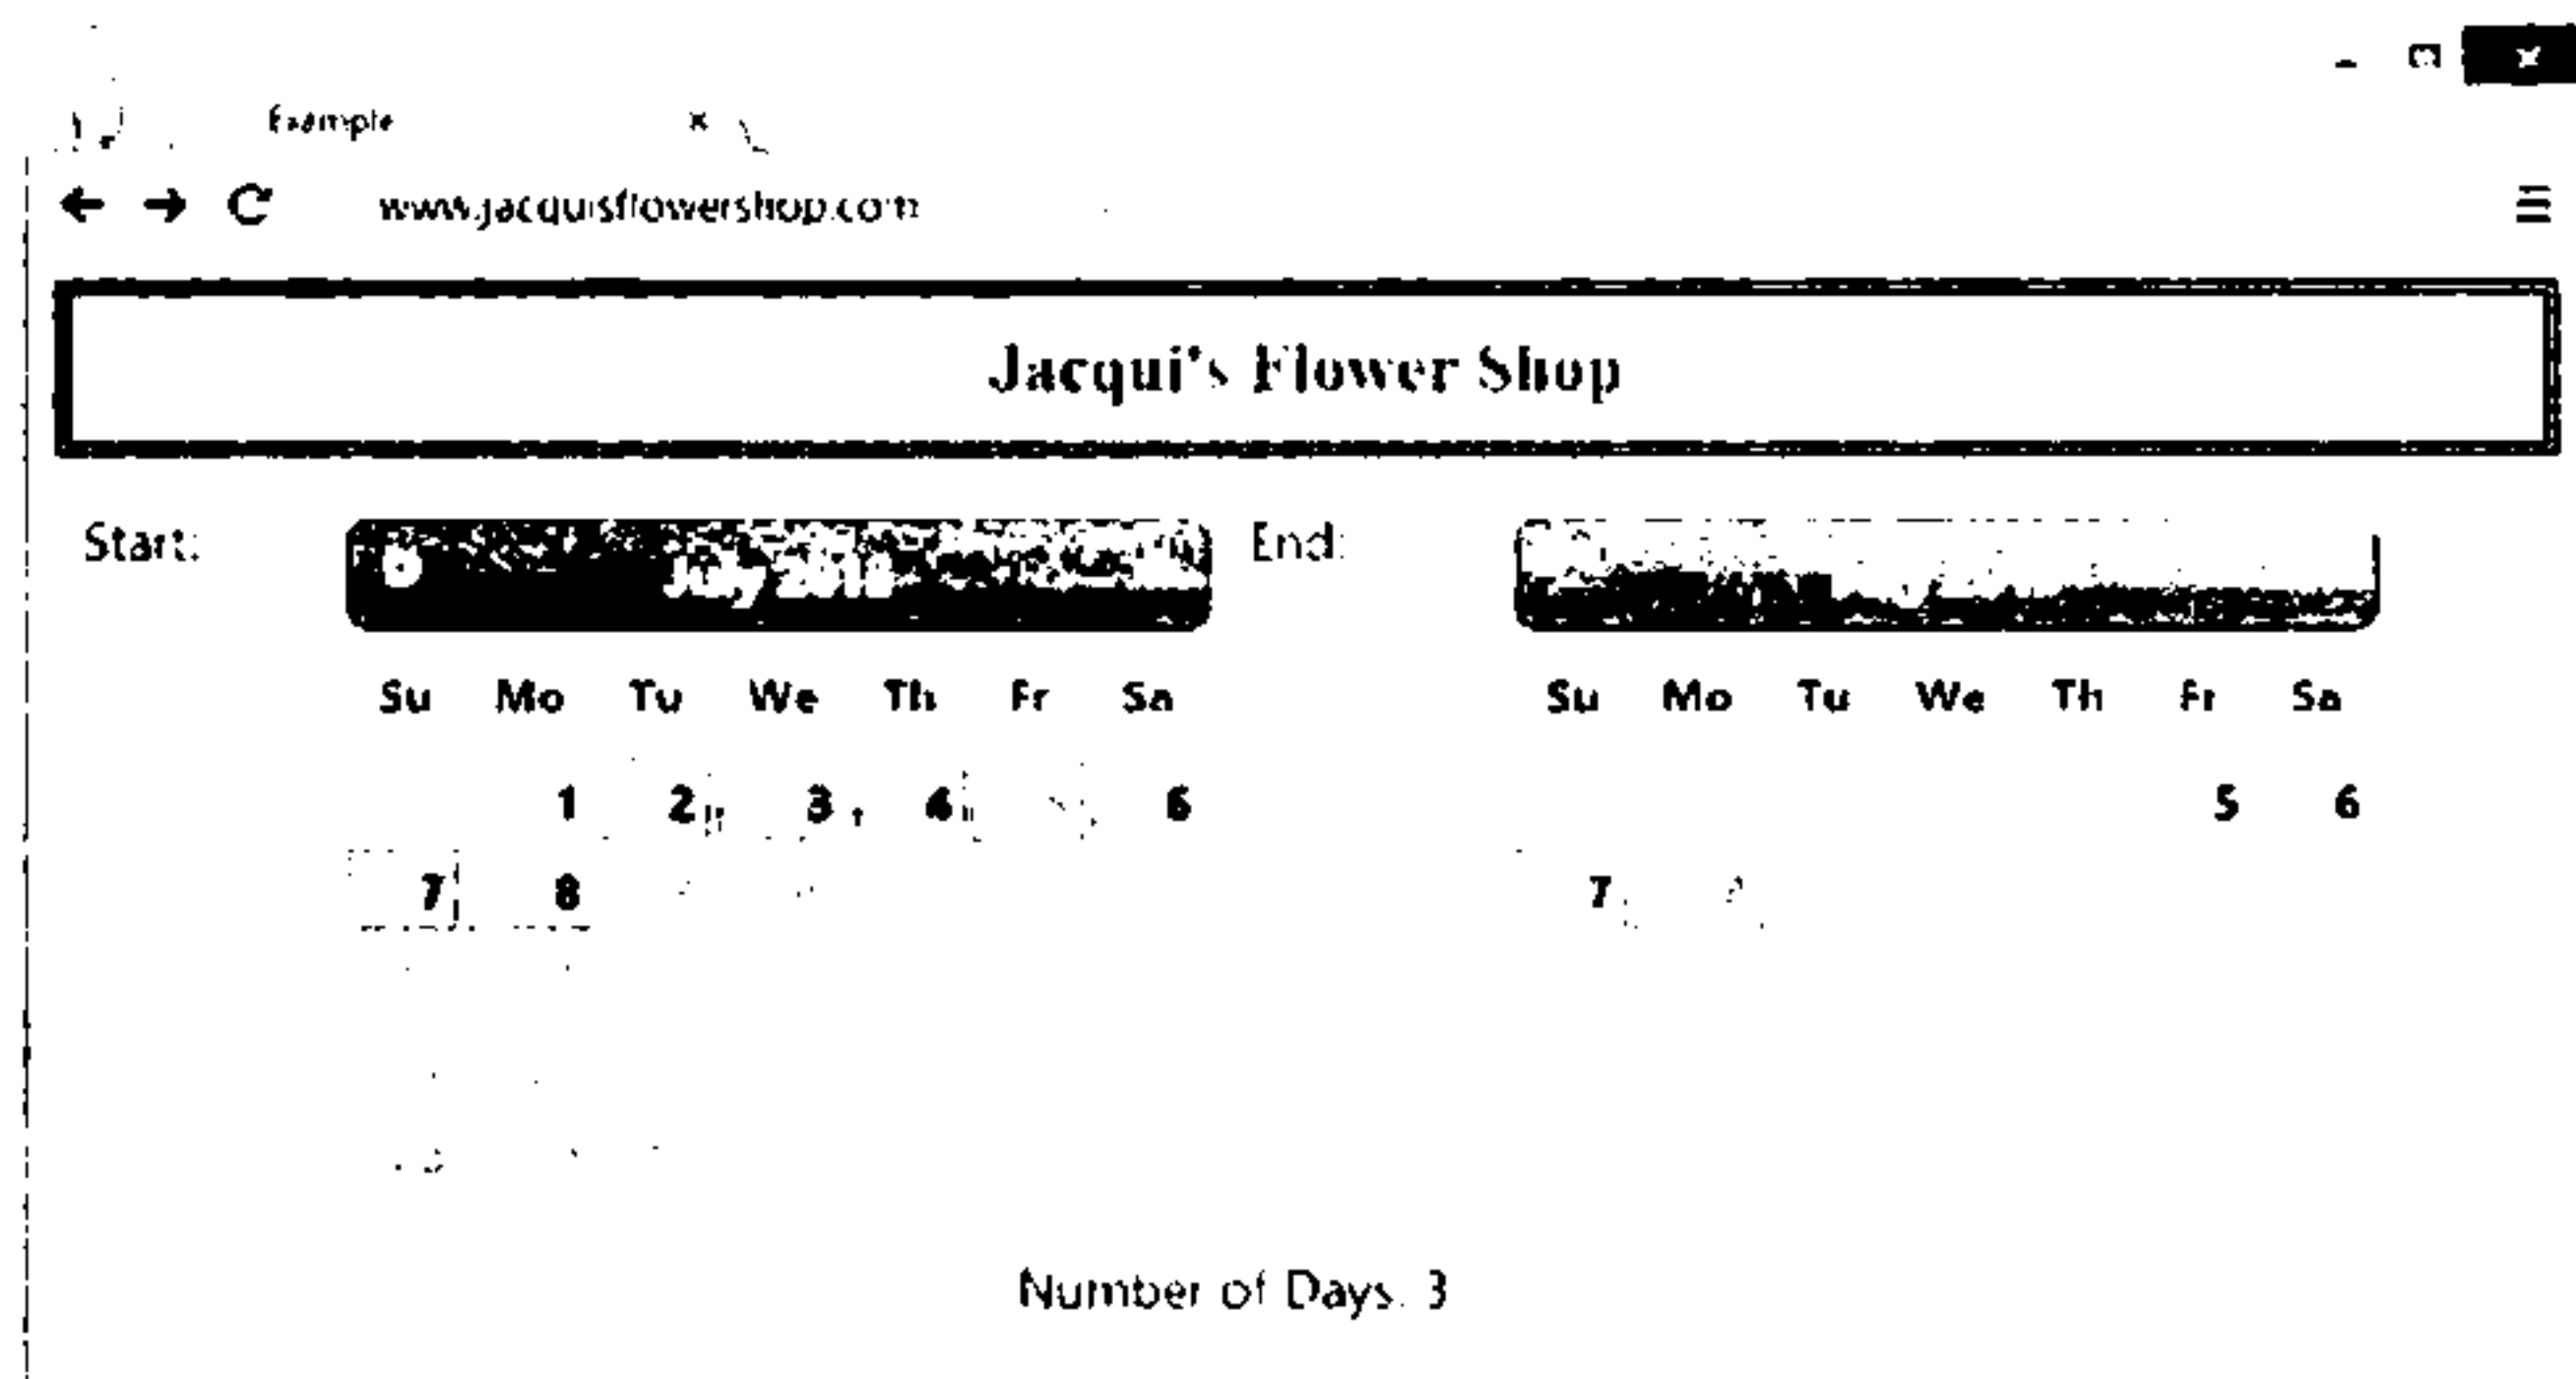 Example
www.jacquisflowershop.com
Jacqui's Flower Shop
Start:
July
End:
Su Mo Tu We Th Fr Sa
Su Mo Tu We Th Fr Sa
1 2 3 4 6
5 6
7 8
7
Number of Days: 3